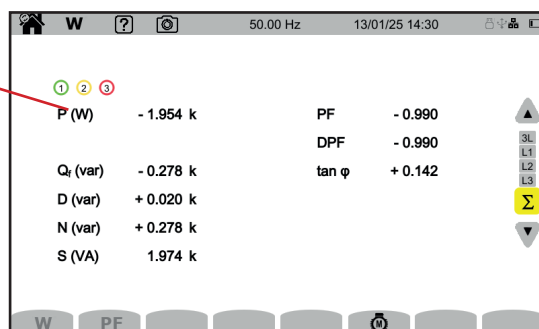 W ? 50.00 Hz 13/01/25 14:30
1 2 3
P (W) - 1.954 k PF - 0.990
DPF - 0.990
Qf (var) - 0.278 k tan φ + 0.142
D (var) + 0.020 k
N (var) + 0.278 k
S (VA) 1.974 k
3L
L1
L2
L3
Σ
W PF M